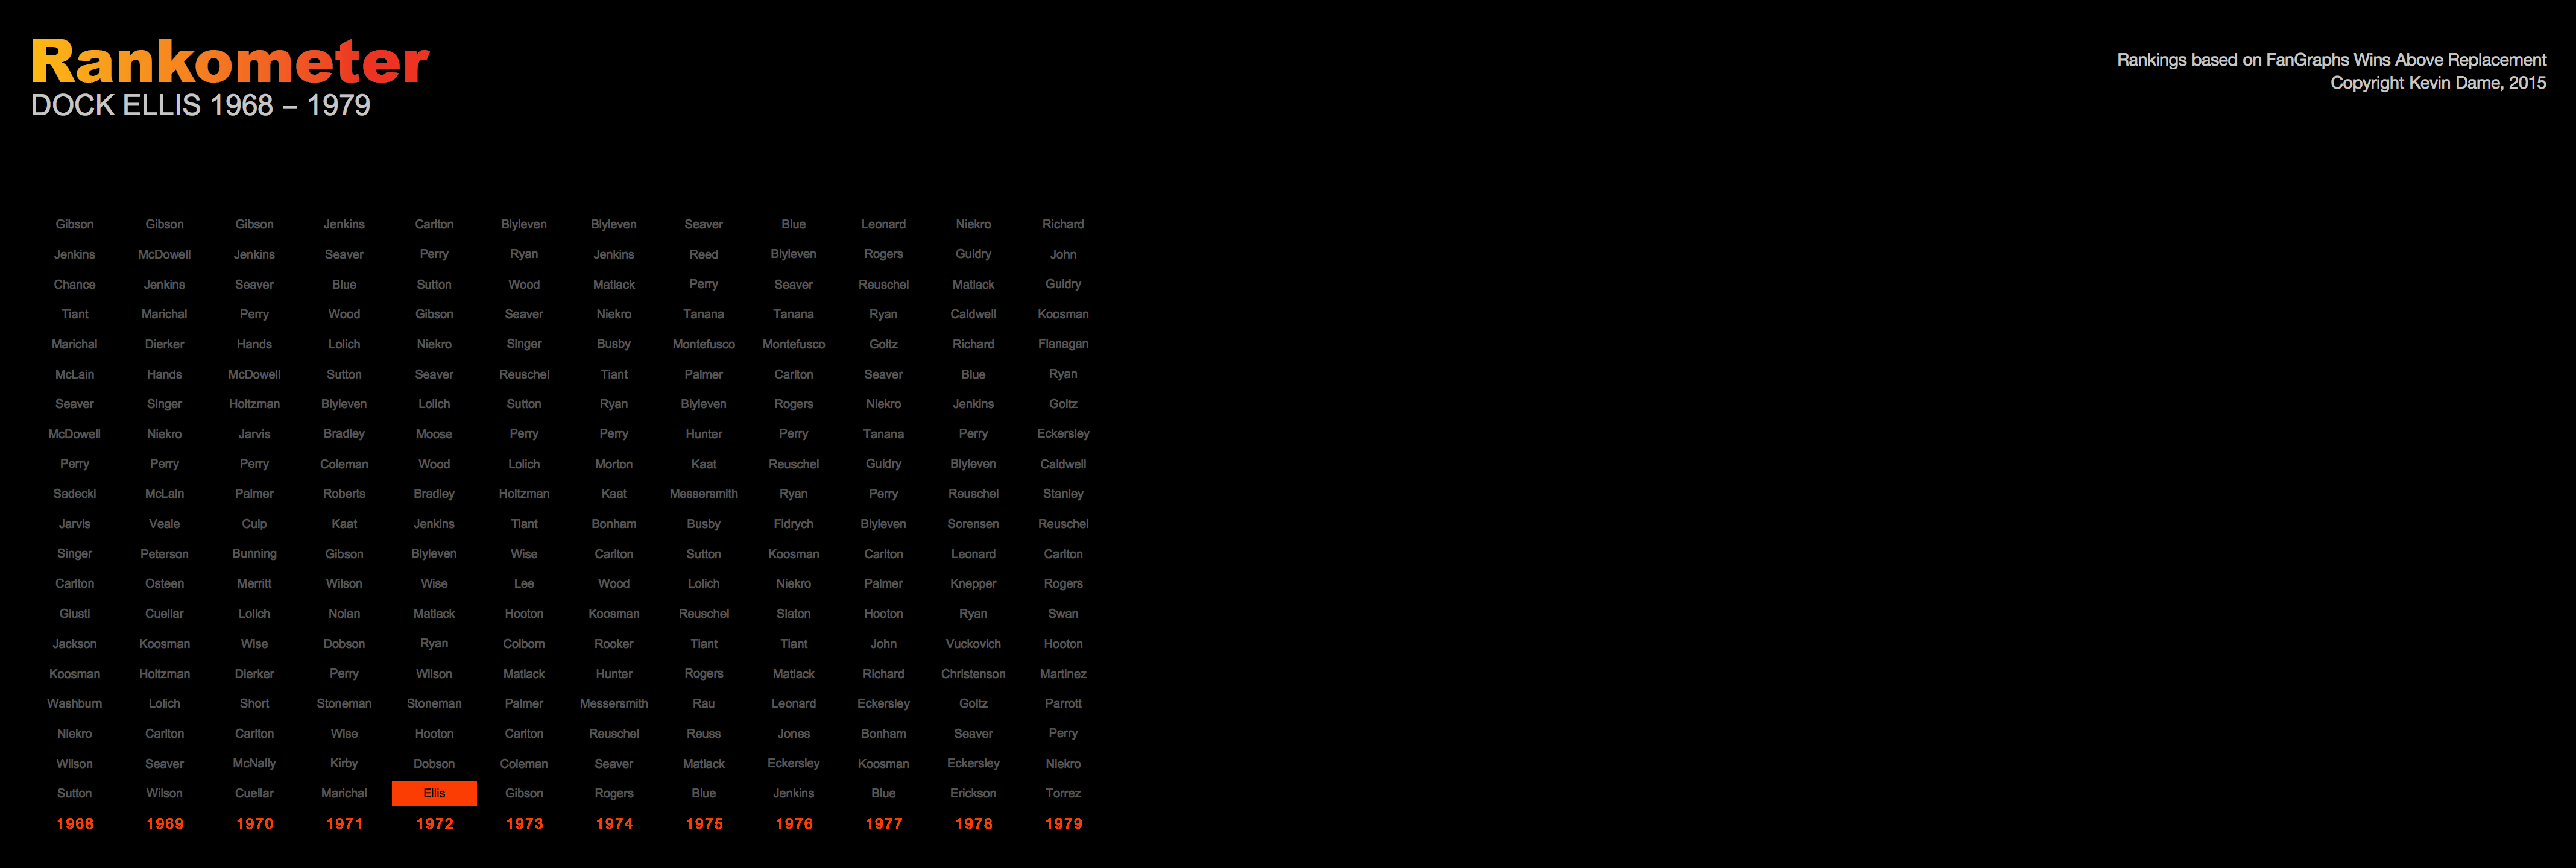 Rankometer
DOCK ELLIS 1968 – 1979
Rankings based on FanGraphs Wins Above Replacement
Copyright Kevin Dame, 2015
Gibson Gibson Gibson Jenkins Carlton Blyleven Blyleven Seaver Blue Leonard Niekro Richard
Jenkins McDowell Jenkins Seaver Perry Ryan Jenkins Reed Blyleven Rogers Guidry John
Chance Jenkins Seaver Blue Sutton Wood Matlack Perry Seaver Reuschel Matlack Guidry
Tiant Marichal Perry Wood Gibson Seaver Niekro Tanana Tanana Ryan Caldwell Koosman
Marichal Dierker Hands Lolich Niekro Singer Busby Montefusco Montefusco Goltz Richard Flanagan
McLain Hands McDowell Sutton Seaver Reuschel Tiant Palmer Carlton Seaver Blue Ryan
Seaver Singer Holtzman Blyleven Lolich Sutton Ryan Blyleven Rogers Niekro Jenkins Goltz
McDowell Niekro Jarvis Bradley Moose Perry Perry Hunter Perry Tanana Perry Eckersley
Perry Perry Perry Coleman Wood Lolich Morton Kaat Reuschel Guidry Blyleven Caldwell
Sadecki McLain Palmer Roberts Bradley Holtzman Kaat Messersmith Ryan Perry Reuschel Stanley
Jarvis Veale Culp Kaat Jenkins Tiant Bonham Busby Fidrych Blyleven Sorensen Reuschel
Singer Peterson Bunning Gibson Blyleven Wise Carlton Sutton Koosman Carlton Leonard Carlton
Carlton Osteen Merritt Wilson Wise Lee Wood Lolich Niekro Palmer Knepper Rogers
Giusti Cuellar Lolich Nolan Matlack Hooton Koosman Reuschel Slaton Hooton Ryan Swan
Jackson Koosman Wise Dobson Ryan Colborn Rooker Tiant Tiant John Vuckovich Hooton
Koosman Holtzman Dierker Perry Wilson Matlack Hunter Rogers Matlack Richard Christenson Martinez
Washburn Lolich Short Stoneman Stoneman Palmer Messersmith Rau Leonard Eckersley Goltz Parrott
Niekro Carlton Carlton Wise Hooton Carlton Reuschel Reuss Jones Bonham Seaver Perry
Wilson Seaver McNally Kirby Dobson Coleman Seaver Matlack Eckersley Koosman Eckersley Niekro
Sutton Wilson Cuellar Marichal Ellis Gibson Rogers Blue Jenkins Blue Erickson Torrez
1968 1969 1970 1971 1972 1973 1974 1975 1976 1977 1978 1979